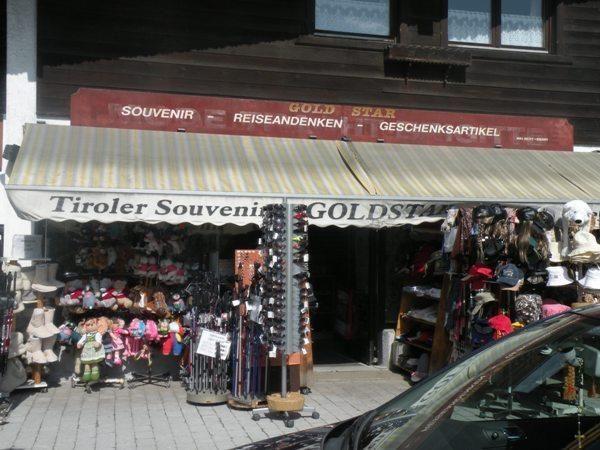 GOLD STAR
SOUVENIR - REISEANDENKEN - GESCHENKSARTIKEL
Tiroler Souvenir GOLDSTAR